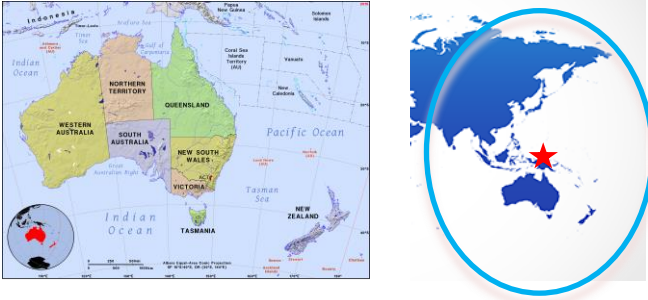 Indonesia
Papua
New Guinea
Solomon
Islands
Arafura Sea
Timor
Sea
Gulf of
Carpentaria
Coral Sea
Islands
Territory
(AU)
Vanuatu
Indian
Ocean
New
Caledonia
NORTHERN
TERRITORY
QUEENSLAND
WESTERN
AUSTRALIA
SOUTH
AUSTRALIA
Pacific Ocean
NEW SOUTH
WALES
ACT
Great
Australian Bight
VICTORIA
Tasman
Sea
NEW
ZEALAND
Indian
Ocean
TASMANIA